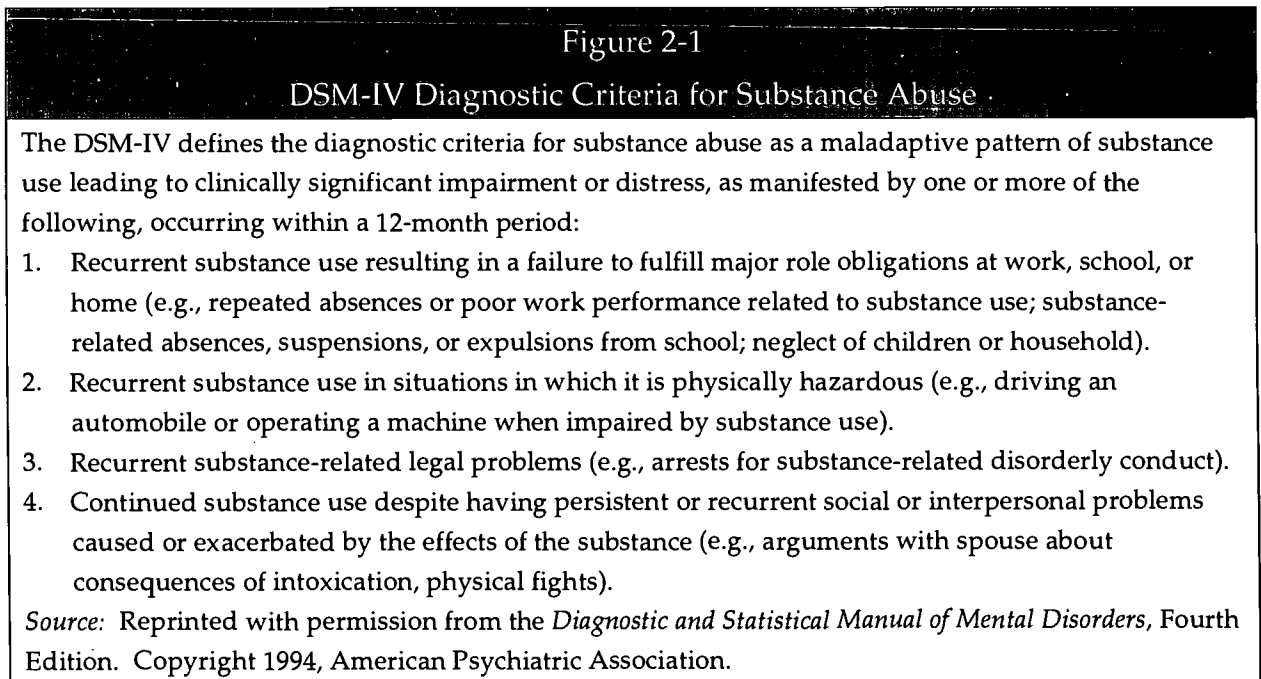 Figure 2-1
DSM-IV Diagnostic Criteria for Substance Abuse
The DSM-IV defines the diagnostic criteria for substance abuse as a maladaptive pattern of substance
use leading to clinically significant impairment or distress, as manifested by one or more of the
following, occurring within a 12-month period:
1. Recurrent substance use resulting in a failure to fulfill major role obligations at work, school, or
home (e.g., repeated absences or poor work performance related to substance use; substance-
related absences, suspensions, or expulsions from school; neglect of children or household).
2. Recurrent substance use in situations in which it is physically hazardous (e.g., driving an
automobile or operating a machine when impaired by substance use).
3. Recurrent substance-related legal problems (e.g., arrests for substance-related disorderly conduct).
4. Continued substance use despite having persistent or recurrent social or interpersonal problems
caused or exacerbated by the effects of the substance (e.g., arguments with spouse about
consequences of intoxication, physical fights).
Source: Reprinted with permission from the Diagnostic and Statistical Manual of Mental Disorders, Fourth
Edition. Copyright 1994, American Psychiatric Association.